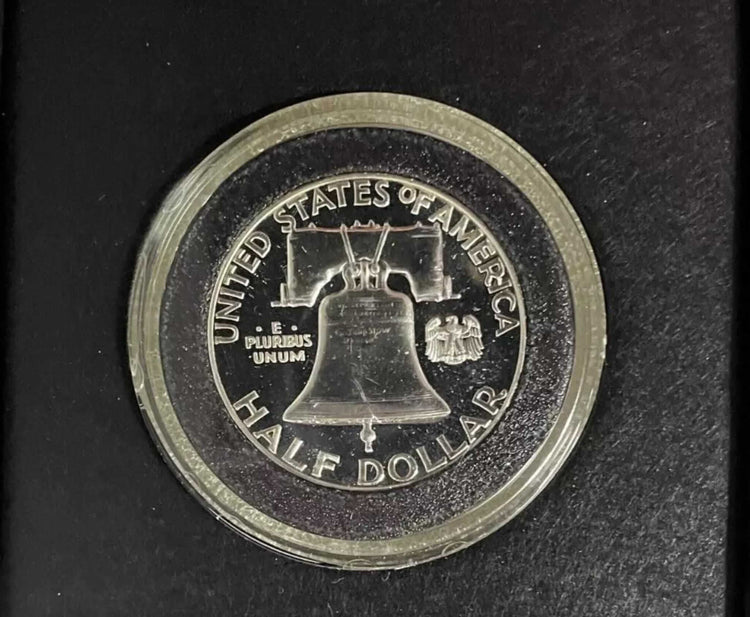 UNITED STATES OF AMERICA
· E ·
PLURIBUS
UNUM
HALF DOLLAR